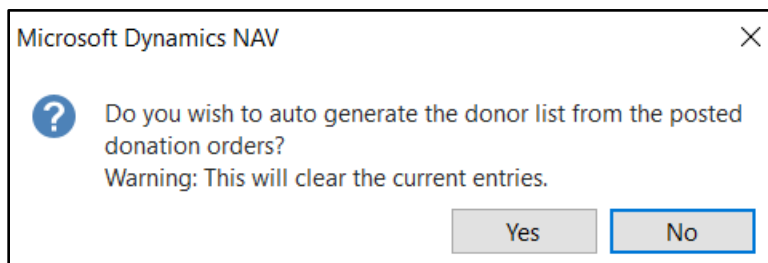 Microsoft Dynamics NAV
Do you wish to auto generate the donor list from the posted
donation orders?
Warning: This will clear the current entries.
Yes
No